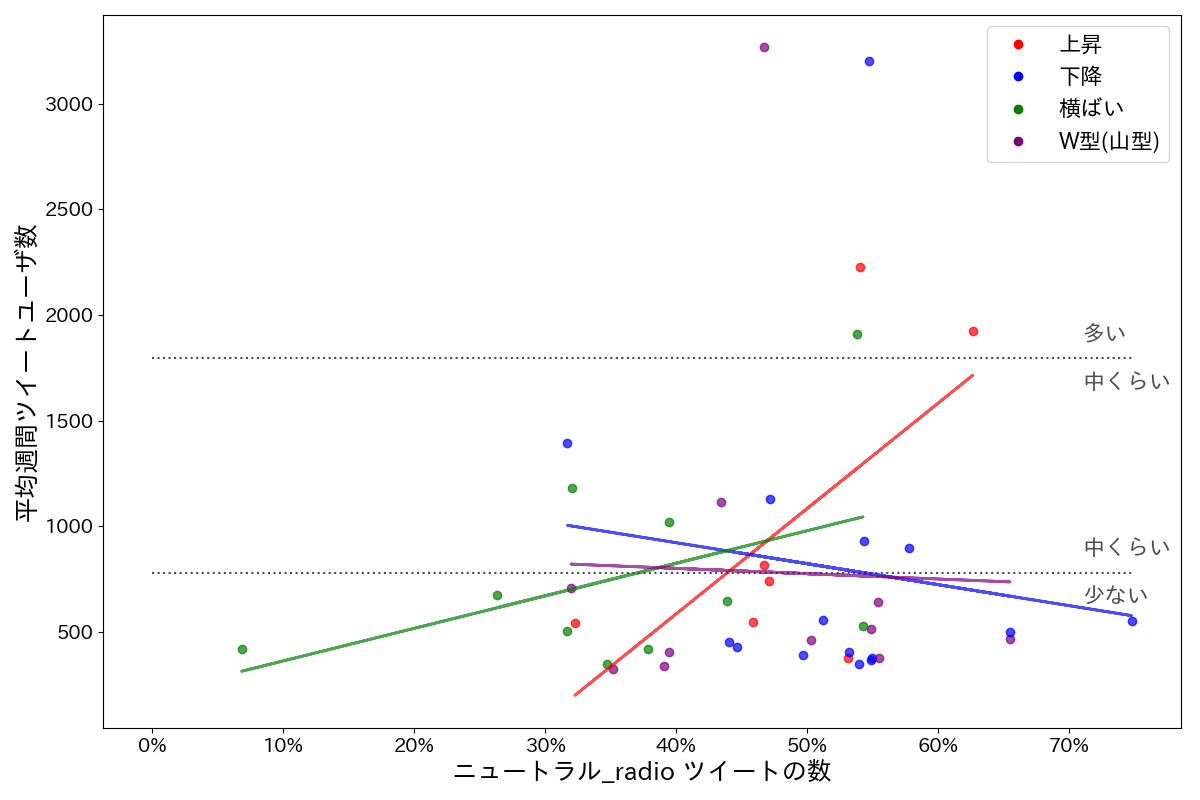 上昇
下降
横ばい
W型(山型)
多い
中くらい
中くらい
少ない
3000
2500
2000
1500
1000
500
平均週間ツイートユーザ数
0%
10%
20%
30%
40%
50%
60%
70%
ニュートラル_radio ツイートの数